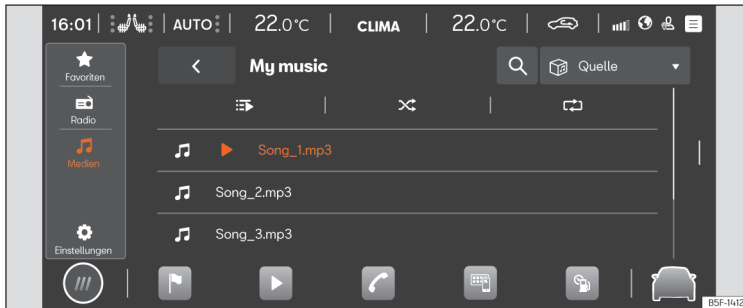 16:01 AUTO 22.0°C CLIMA 22.0°C
Favoriten
Radio
Medien
Einstellungen
My music Quelle
Song_1.mp3
Song_2.mp3
Song_3.mp3
B5F-1412